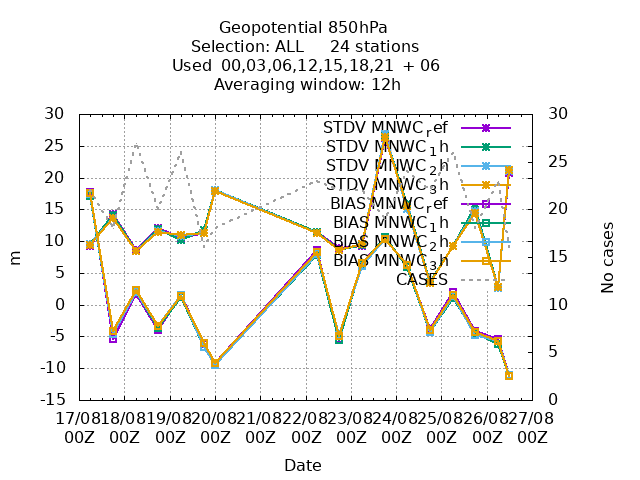 Geopotential 850hPa
Selection: ALL     24 stations
Used  00,03,06,12,15,18,21  + 06
Averaging window: 12h
STDV MNWC_ref
STDV MNWC_1h
STDV MNWC_2h
STDV MNWC_3h
BIAS MNWC_ref
BIAS MNWC_1h
BIAS MNWC_2h
BIAS MNWC_3h
CASES
30
25
20
15
10
5
0
-5
-10
-15
m
30
25
20
15
10
5
0
No cases
17/08 18/08 19/08 20/08 21/08 22/08 23/08 24/08 25/08 26/08 27/08
00Z 00Z 00Z 00Z 00Z 00Z 00Z 00Z 00Z 00Z 00Z
Date